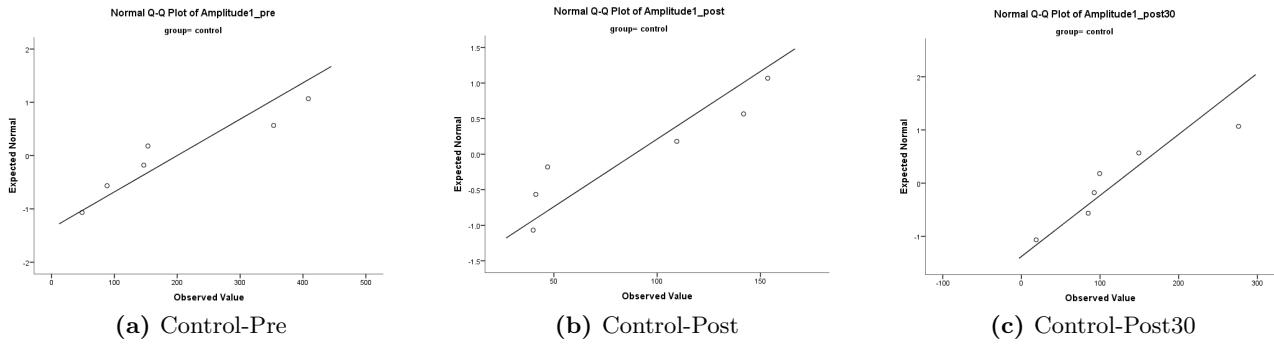 Normal Q-Q Plot of Amplitude1_pre
group= control
Expected Normal
2
1
0
-1
-2
0 100 200 300 400 500
Observed Value
(a) Control-Pre
Normal Q-Q Plot of Amplitude1_post
group= control
Expected Normal
1.5
1.0
0.5
0.0
-0.5
-1.0
-1.5
50 100 150
Observed Value
(b) Control-Post
Normal Q-Q Plot of Amplitude1_post30
group= control
Expected Normal
2
1
0
-1
-100 0 100 200 300
Observed Value
(c) Control-Post30